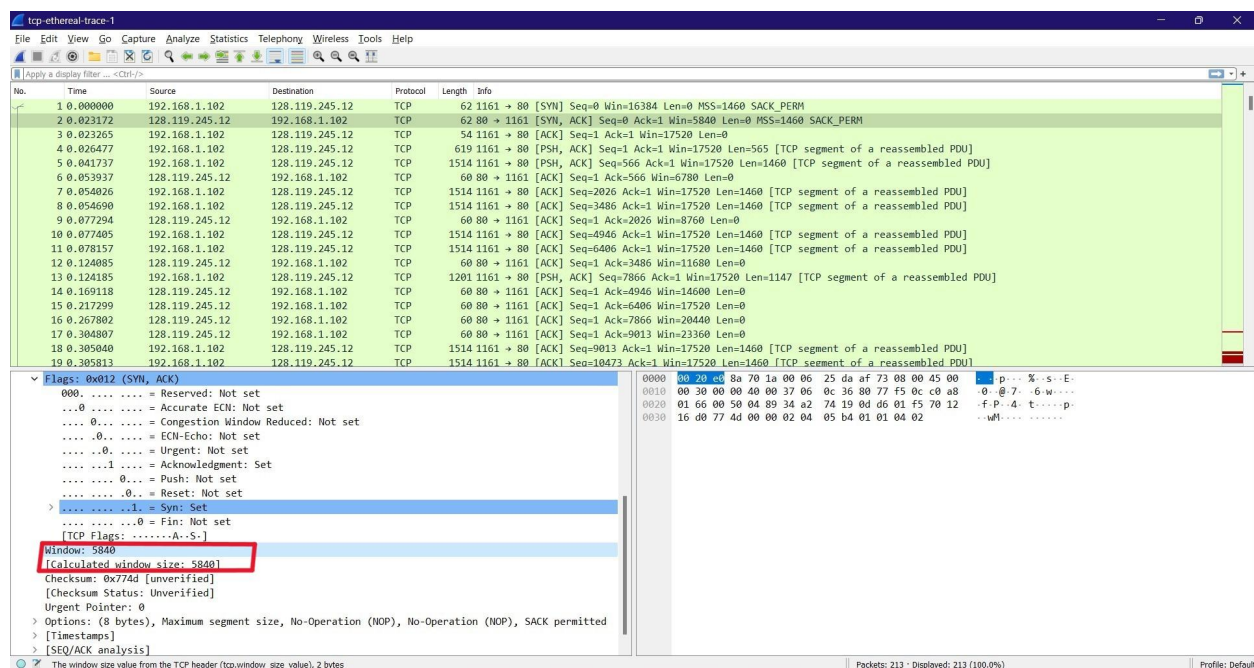 tcp-ethereal-trace-1
File Edit View Go Capture Analyze Statistics Telephony Wireless Tools Help
Apply a display filter ... <Ctrl-/>
No. Time Source Destination Protocol Length Info
1 0.000000 192.168.1.102 128.119.245.12 TCP 62 1161 → 80 [SYN] Seq=0 Win=16384 Len=0 MSS=1460 SACK_PERM
2 0.023172 128.119.245.12 192.168.1.102 TCP 62 80 → 1161 [SYN, ACK] Seq=0 Ack=1 Win=5840 Len=0 MSS=1460 SACK_PERM
3 0.023265 192.168.1.102 128.119.245.12 TCP 54 1161 → 80 [ACK] Seq=1 Ack=1 Win=17520 Len=0
4 0.026477 192.168.1.102 128.119.245.12 TCP 619 1161 → 80 [PSH, ACK] Seq=1 Ack=1 Win=17520 Len=565 [TCP segment of a reassembled PDU]
5 0.041737 192.168.1.102 128.119.245.12 TCP 1514 1161 → 80 [PSH, ACK] Seq=566 Ack=1 Win=17520 Len=1460 [TCP segment of a reassembled PDU]
6 0.053937 128.119.245.12 192.168.1.102 TCP 60 80 → 1161 [ACK] Seq=1 Ack=566 Win=6780 Len=0
7 0.054026 192.168.1.102 128.119.245.12 TCP 1514 1161 → 80 [ACK] Seq=2026 Ack=1 Win=17520 Len=1460 [TCP segment of a reassembled PDU]
8 0.054690 192.168.1.102 128.119.245.12 TCP 1514 1161 → 80 [ACK] Seq=3486 Ack=1 Win=17520 Len=1460 [TCP segment of a reassembled PDU]
9 0.077294 128.119.245.12 192.168.1.102 TCP 60 80 → 1161 [ACK] Seq=1 Ack=2026 Win=8760 Len=0
10 0.077405 192.168.1.102 128.119.245.12 TCP 1514 1161 → 80 [ACK] Seq=4946 Ack=1 Win=17520 Len=1460 [TCP segment of a reassembled PDU]
11 0.078157 192.168.1.102 128.119.245.12 TCP 1514 1161 → 80 [ACK] Seq=6406 Ack=1 Win=17520 Len=1460 [TCP segment of a reassembled PDU]
12 0.124085 128.119.245.12 192.168.1.102 TCP 60 80 → 1161 [ACK] Seq=1 Ack=3486 Win=11680 Len=0
13 0.124185 192.168.1.102 128.119.245.12 TCP 1201 1161 → 80 [PSH, ACK] Seq=7866 Ack=1 Win=17520 Len=1147 [TCP segment of a reassembled PDU]
14 0.169118 128.119.245.12 192.168.1.102 TCP 60 80 → 1161 [ACK] Seq=1 Ack=4946 Win=14600 Len=0
15 0.217299 128.119.245.12 192.168.1.102 TCP 60 80 → 1161 [ACK] Seq=1 Ack=6406 Win=17520 Len=0
16 0.267802 128.119.245.12 192.168.1.102 TCP 60 80 → 1161 [ACK] Seq=1 Ack=7866 Win=20440 Len=0
17 0.304807 128.119.245.12 192.168.1.102 TCP 60 80 → 1161 [ACK] Seq=1 Ack=9013 Win=23360 Len=0
18 0.305040 192.168.1.102 128.119.245.12 TCP 1514 1161 → 80 [ACK] Seq=9013 Ack=1 Win=17520 Len=1460 [TCP segment of a reassembled PDU]
19 0.305813 192.168.1.102 128.119.245.12 TCP 1514 1161 → 80 [ACK] Seq=10473 Ack=1 Win=17520 Len=1460 [TCP segment of a reassembled PDU]
Flags: 0x012 (SYN, ACK)
000. .... .... = Reserved: Not set
...0 .... .... = Accurate ECN: Not set
.... 0... .... = Congestion Window Reduced: Not set
.... .0.. .... = ECN-Echo: Not set
.... ..0. .... = Urgent: Not set
.... ...1 .... = Acknowledgment: Set
.... .... 0... = Push: Not set
.... .... .0.. = Reset: Not set
.... .... ..1. = Syn: Set
.... .... ...0 = Fin: Not set
[TCP Flags: ·······A··S·]
Window: 5840
[Calculated window size: 5840]
Checksum: 0x774d [unverified]
[Checksum Status: Unverified]
Urgent Pointer: 0
Options: (8 bytes), Maximum segment size, No-Operation (NOP), No-Operation (NOP), SACK permitted
[Timestamps]
[SEQ/ACK analysis]
0000 00 20 e0 8a 70 1a 00 06 25 da af 73 08 00 45 00 · ··p··· %··s··E·
0010 00 30 00 00 40 00 37 06 0c 36 80 77 f5 0c c0 a8 ·0··@·7· ·6·w····
0020 01 66 00 50 04 89 34 a2 74 19 0d d6 01 f5 70 12 ·f·P··4· t·····p·
0030 16 d0 77 4d 00 00 02 04 05 b4 01 01 04 02 ··wM···· ······
The window size value from the TCP header (tcp.window_size_value), 2 bytes
Packets: 213 · Displayed: 213 (100.0%)
Profile: Default